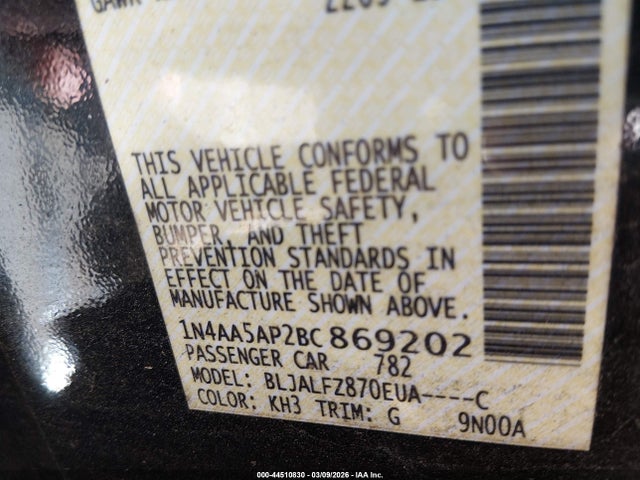 THIS VEHICLE CONFORMS TO
ALL APPLICABLE FEDERAL
MOTOR VEHICLE SAFETY,
BUMPER, AND THEFT
PREVENTION STANDARDS IN
EFFECT ON THE DATE OF
MANUFACTURE SHOWN ABOVE.
1N4AA5AP2BC869202
PASSENGER CAR 782
MODEL: BLJALFZ870EUA----C
COLOR: KH3 TRIM: G 9N00A
000-44510830 - 03/09/2026 - IAA Inc.